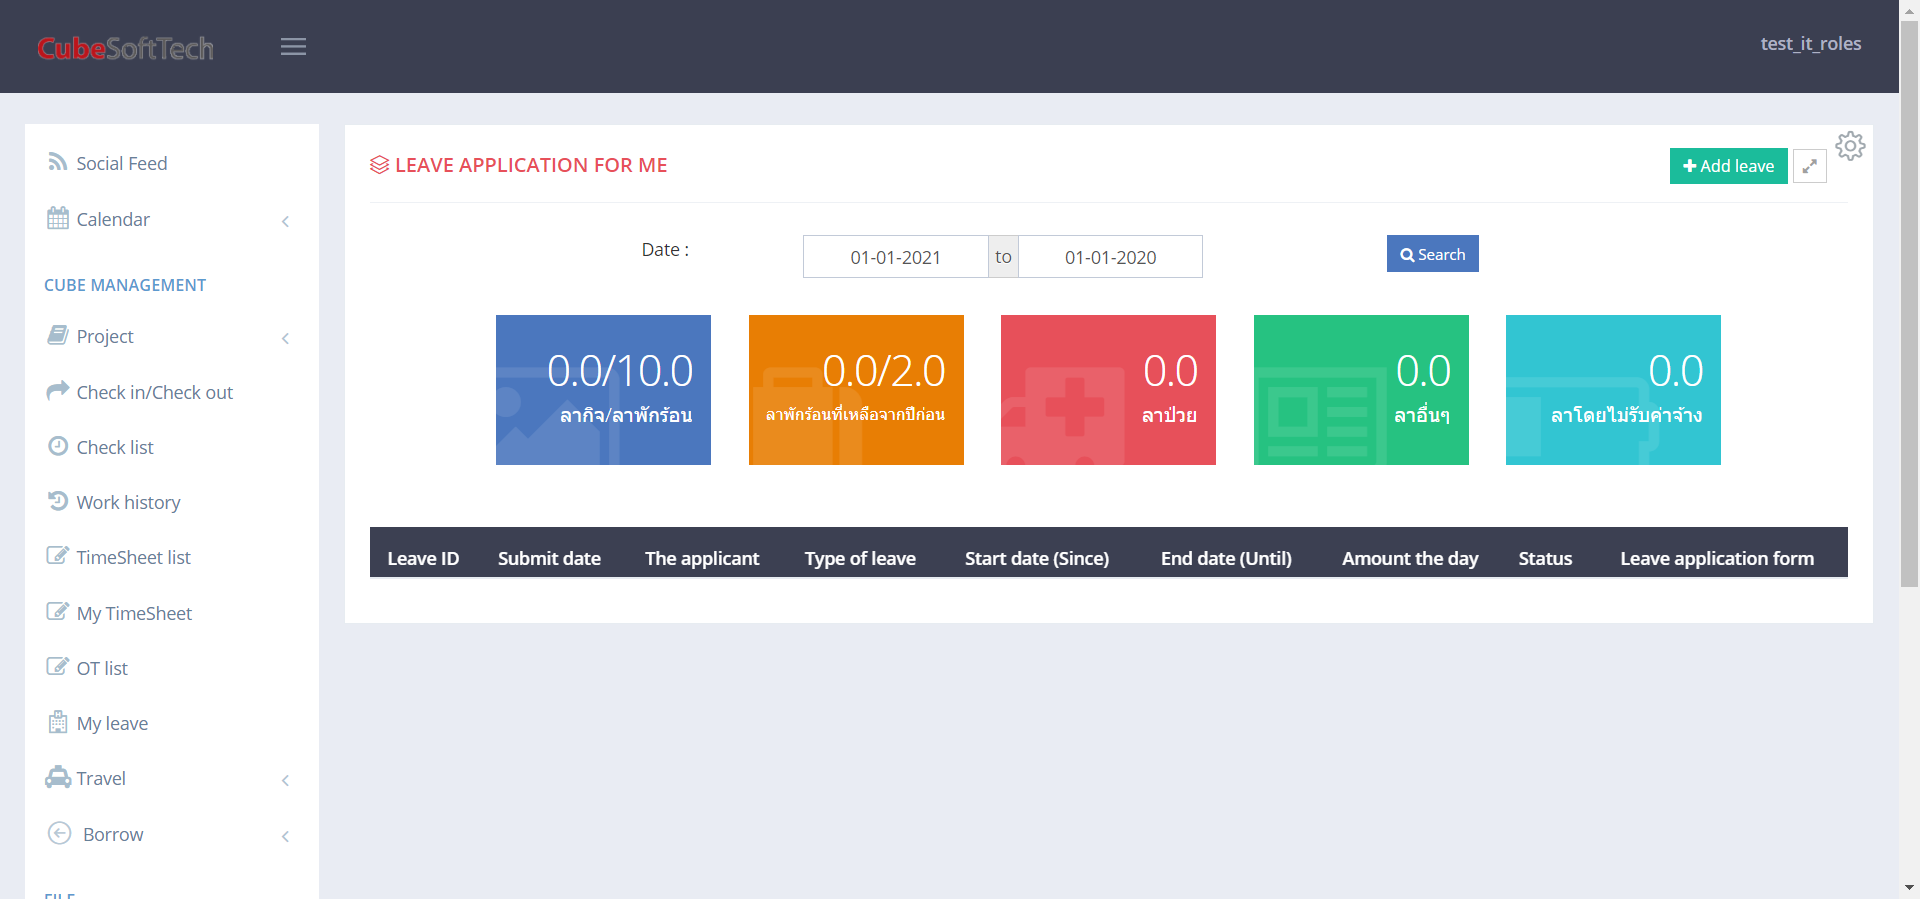 CubeSoftTech
test_it_roles
Social Feed
Calendar
CUBE MANAGEMENT
Project
Check in/Check out
Check list
Work history
TimeSheet list
My TimeSheet
OT list
My leave
Travel
Borrow
FILE
LEAVE APPLICATION FOR ME
Add leave
Date :
01-01-2021 to 01-01-2020
Search
0.0/10.0
ลากิจ/ลาพักร้อน
0.0/2.0
ลาพักร้อนที่เหลือจากปีก่อน
0.0
ลาป่วย
0.0
ลาอื่นๆ
0.0
ลาโดยไม่รับค่าจ้าง
Leave ID Submit date The applicant Type of leave Start date (Since) End date (Until) Amount the day Status Leave application form